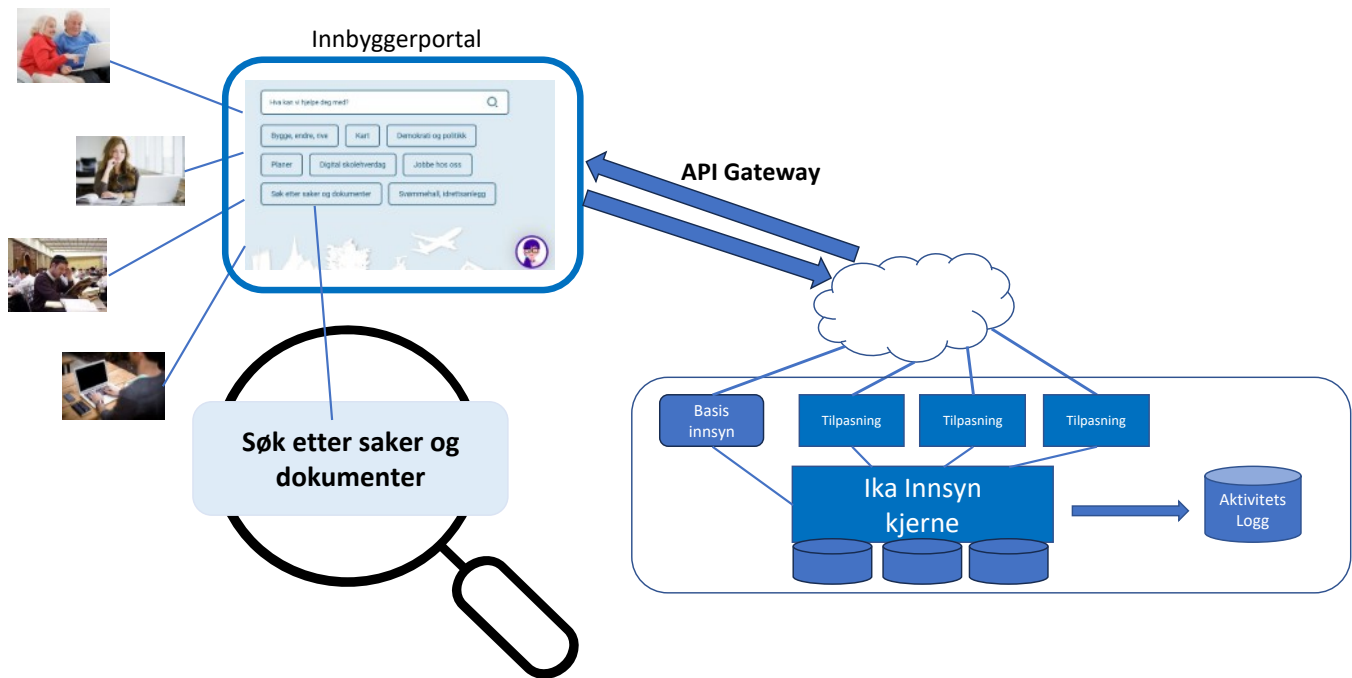 Innbyggerportal
Hva kan vi hjelpe deg med?
Bygge, endre, rive
Kart
Demokrati og politikk
Planer
Digital skolehverdag
Jobbe hos oss
Søk etter saker og dokumenter
Svømmehall, idrettsanlegg
API Gateway
Søk etter saker og
dokumenter
Basis
innsyn
Tilpasning
Tilpasning
Tilpasning
Ika Innsyn
kjerne
Aktivitets
Logg